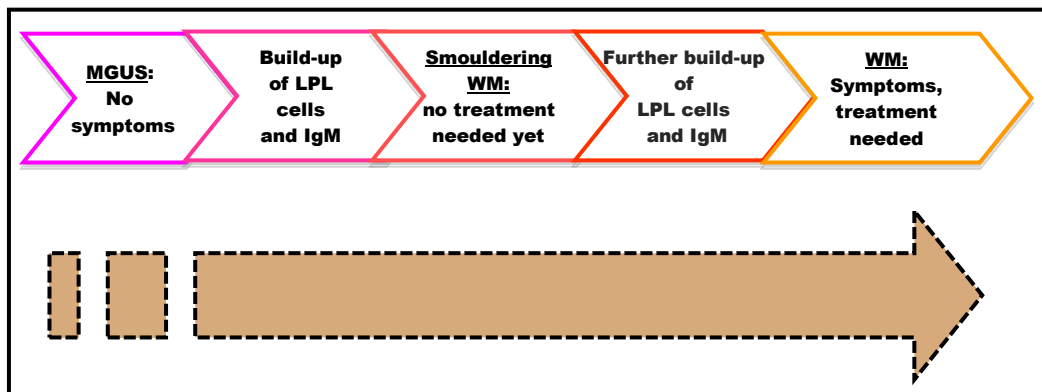 MGUS:
No
symptoms
Build-up
of LPL
cells
and IgM
Smouldering
WM:
no treatment
needed yet
Further build-up
of
LPL cells
and IgM
WM:
Symptoms,
treatment
needed